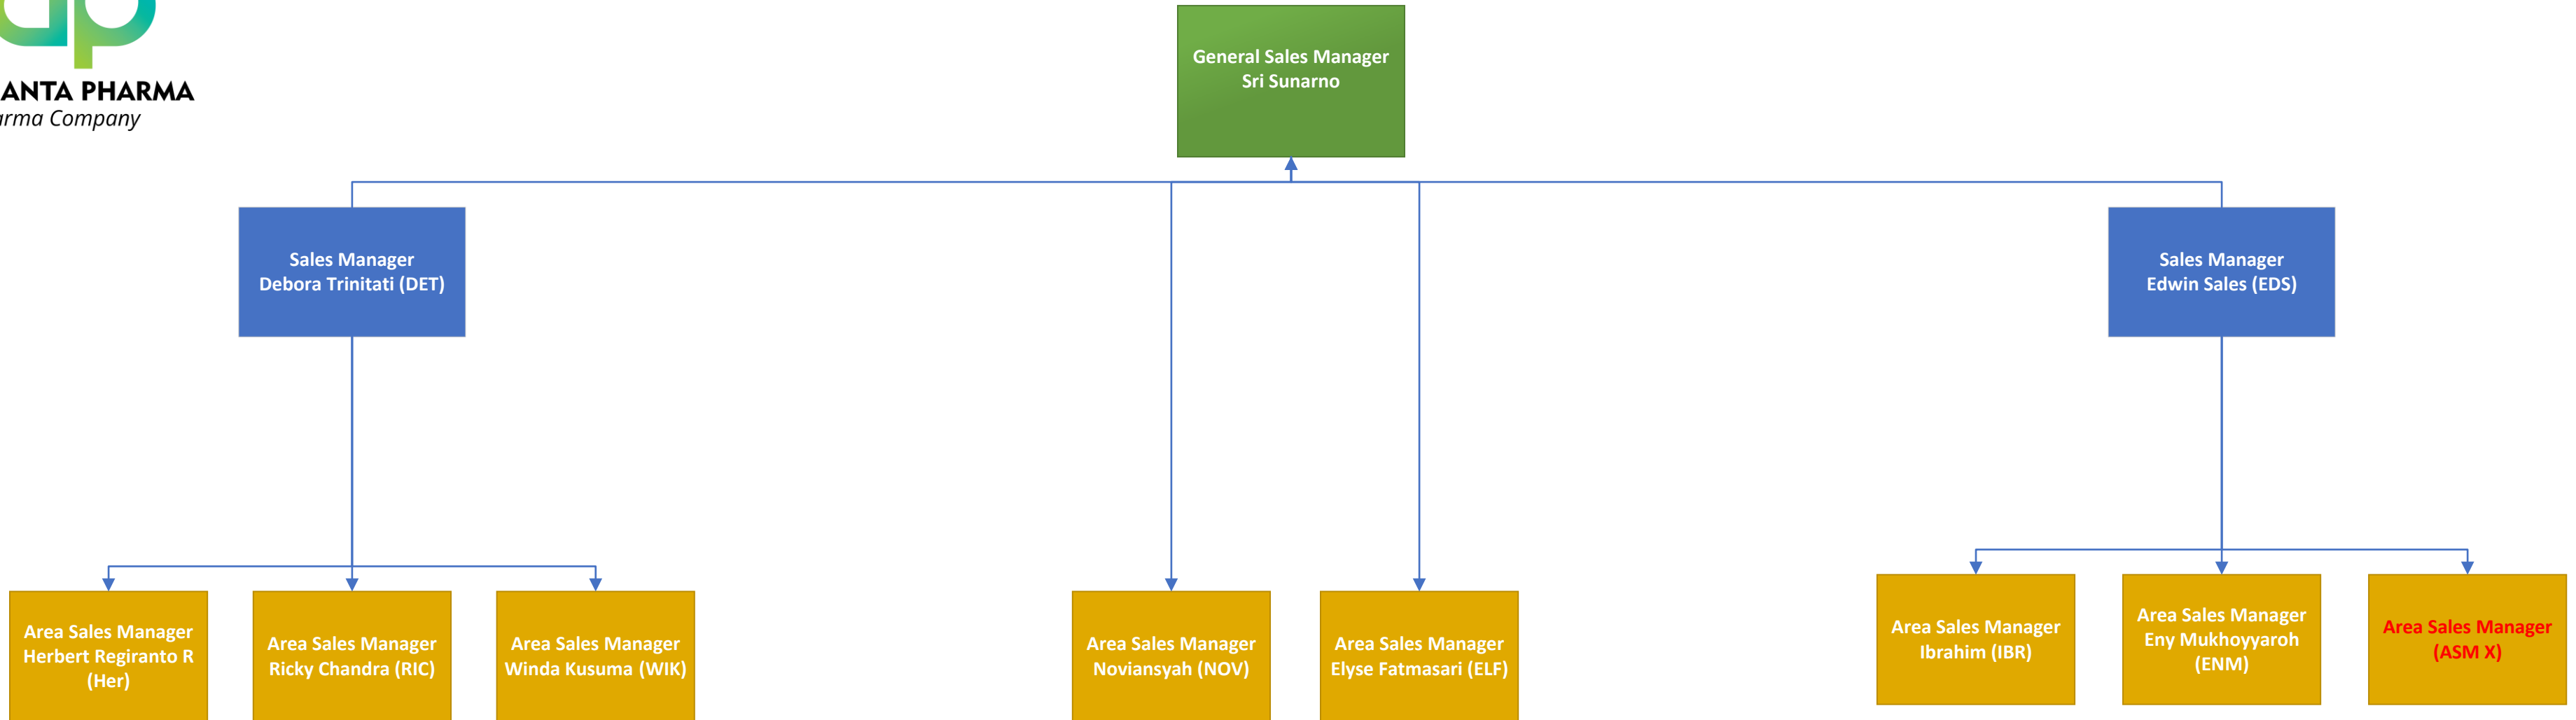 ANTA PHARMA
arma Company
General Sales Manager
Sri Sunarno
Sales Manager
Debora Trinitati (DET)
Sales Manager
Edwin Sales (EDS)
Area Sales Manager
Herbert Regiranto R
(Her)
Area Sales Manager
Ricky Chandra (RIC)
Area Sales Manager
Winda Kusuma (WIK)
Area Sales Manager
Noviansyah (NOV)
Area Sales Manager
Elyse Fatmasari (ELF)
Area Sales Manager
Ibrahim (IBR)
Area Sales Manager
Eny Mukhoyyaroh
(ENM)
Area Sales Manager
(ASM X)